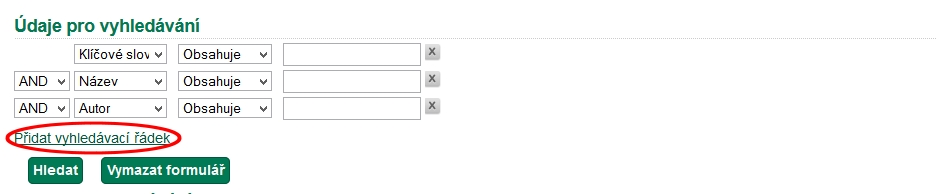 Údaje pro vyhledávání
Klíčové slov Obsahuje x
AND Název Obsahuje x
AND Autor Obsahuje x
Přidat vyhledávací řádek
Hledat Vymazat formulář